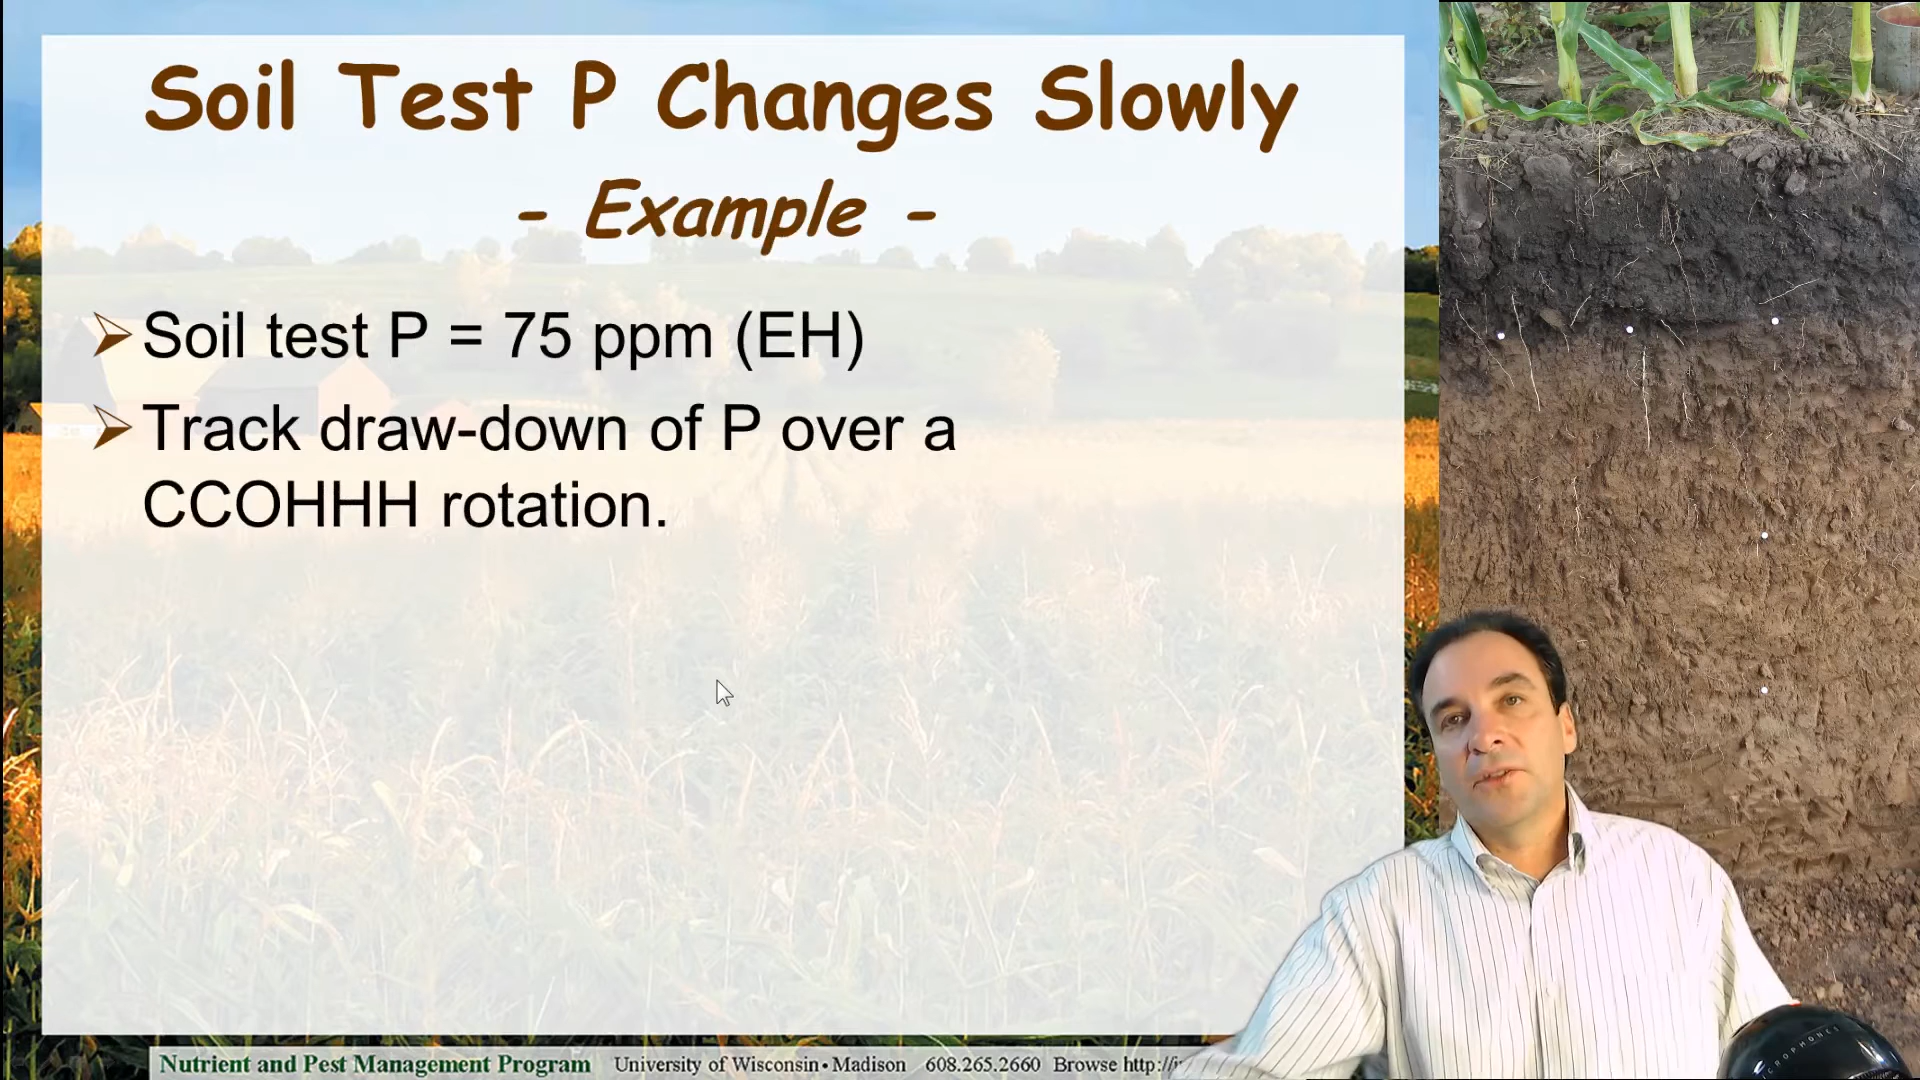 Soil Test P Changes Slowly
- Example -
Soil test P = 75 ppm (EH)
Track draw-down of P over a
CCOHHH rotation.
Nutrient and Pest Management Program University of Wisconsin • Madison 608.265.2660 Browse